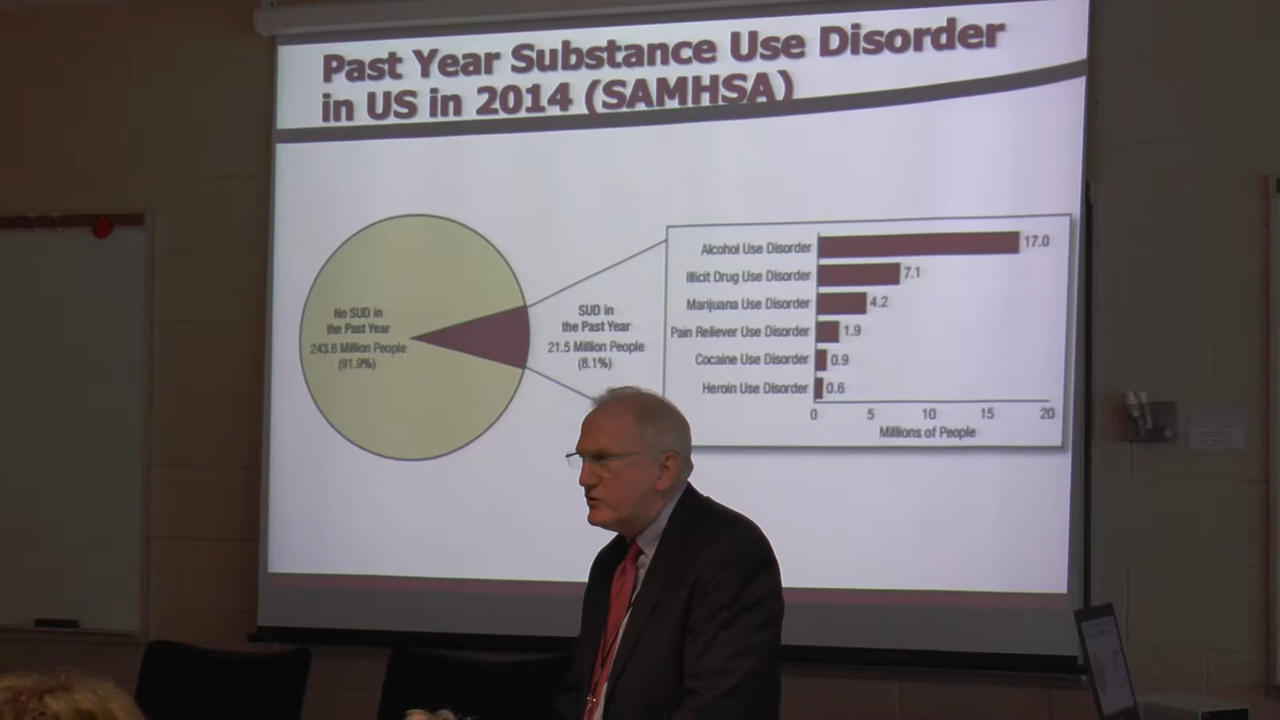 Past Year Substance Use Disorder
in US in 2014 (SAMHSA)
No SUD in
the Past Year
243.6 Million People
(91.9%)
SUD in
the Past Year
21.5 Million People
(8.1%)
Alcohol Use Disorder 17.0
Illicit Drug Use Disorder 7.1
Marijuana Use Disorder 4.2
Pain Reliever Use Disorder 1.9
Cocaine Use Disorder 0.9
Heroin Use Disorder 0.6
0 5 10 15 20
Millions of People